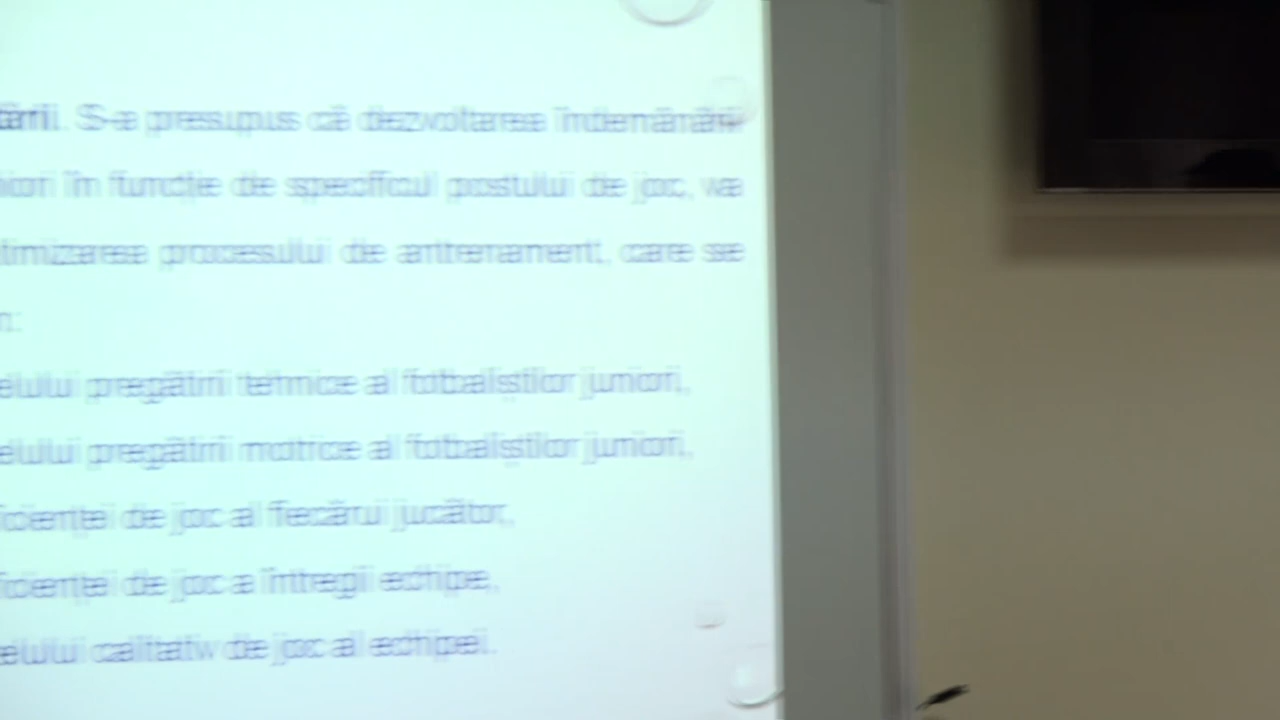 S-a presupus că dezvoltarea îndemânării
în funcție de specificul postului de joc, va
procesului de antrenament, care se
pregătirii tehnice al fotbaliștilor juniori,
pregătirii motrice al fotbaliștilor juniori,
de joc al fiecărui jucător,
de joc a întregii echipe,
calitativ de joc al echipei.